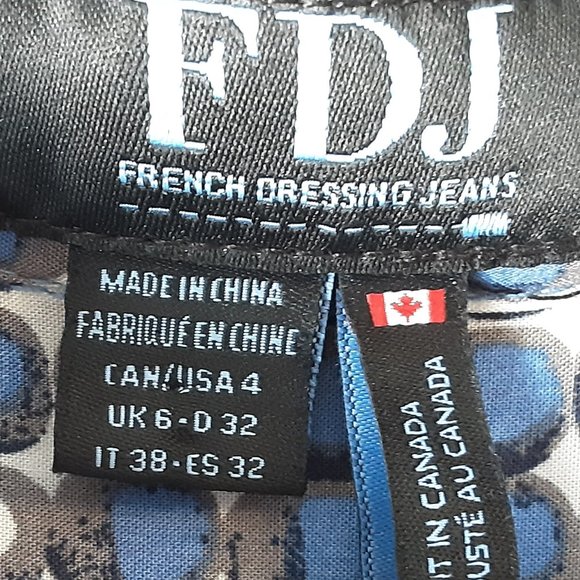 FDJ
FRENCH DRESSING JEANS
MADE IN CHINA
FABRIQUÉ EN CHINE
CAN/USA 4
UK 6-D 32
IT 38-ES 32
IN CANADA
AU CANADA